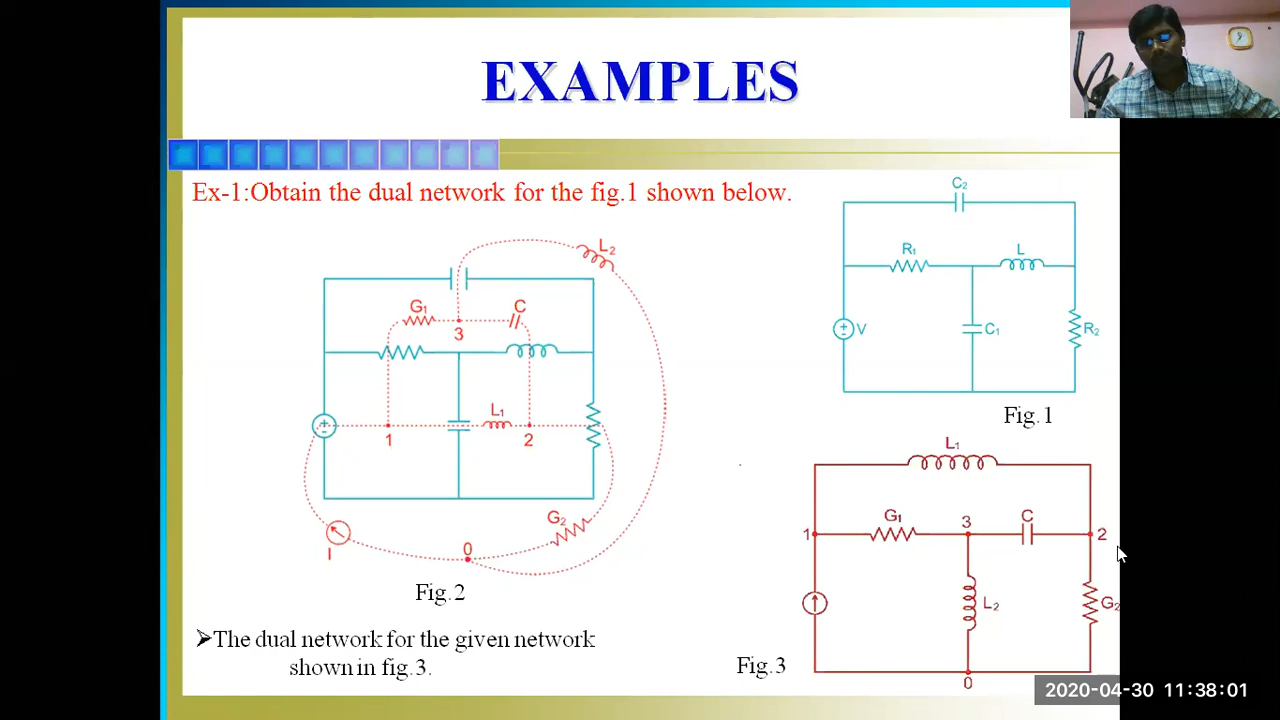 EXAMPLES
Ex-1:Obtain the dual network for the fig.1 shown below.
C2
R1
L
V
C1
R2
Fig.1
L2
G1
C
3
L1
1
2
G2
I
0
Fig.2
L1
G1
3
C
1
2
L2
G2
0
Fig.3
➢The dual network for the given network
shown in fig.3.
2020-04-30 11:38:01